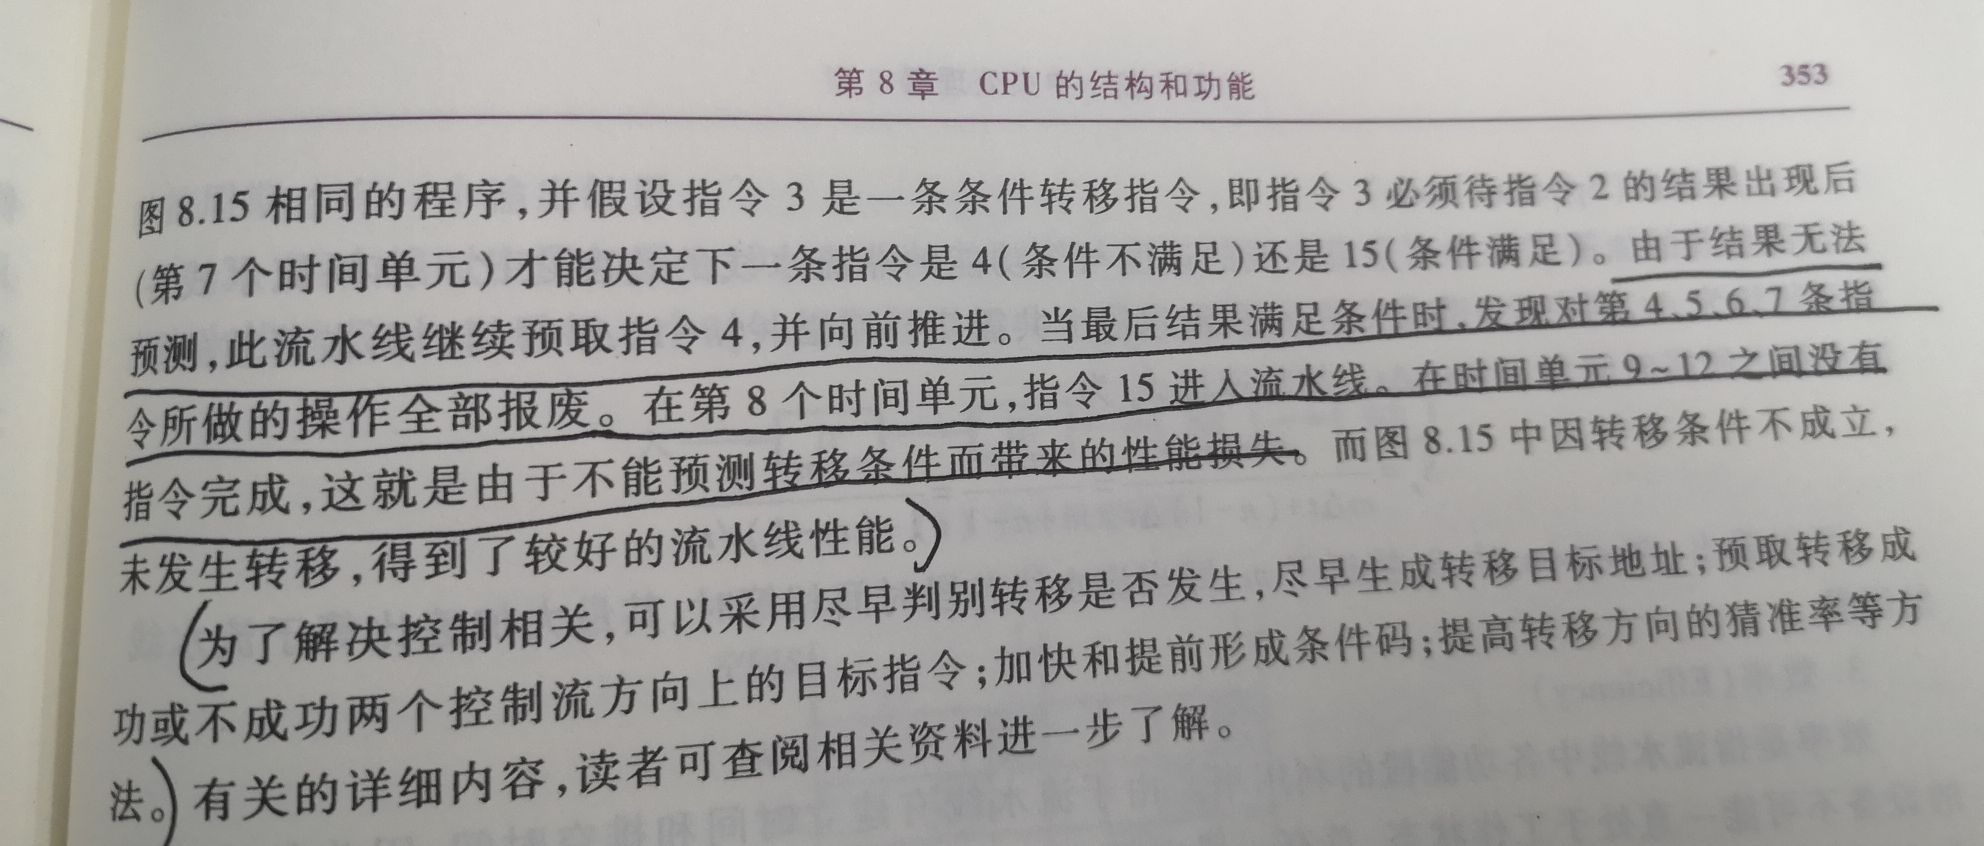 第 8 章 CPU 的结构和功能 353
图 8.15 相同的程序,并假设指令 3 是一条条件转移指令,即指令 3 必须待指令 2 的结果出现后
(第 7 个时间单元)才能决定下一条指令是 4(条件不满足)还是 15(条件满足)。由于结果无法
预测,此流水线继续预取指令 4,并向前推进。当最后结果满足条件时,发现对第 4、5、6、7 条指
令所做的操作全部报废。在第 8 个时间单元,指令 15 进入流水线。在时间单元 9~12 之间没有
指令完成,这就是由于不能预测转移条件而带来的性能损失。而图 8.15 中因转移条件不成立,
未发生转移,得到了较好的流水线性能。
为了解决控制相关,可以采用尽早判别转移是否发生,尽早生成转移目标地址;预取转移成
功或不成功两个控制流方向上的目标指令;加快和提前形成条件码;提高转移方向的猜准率等方
法。有关的详细内容,读者可查阅相关资料进一步了解。